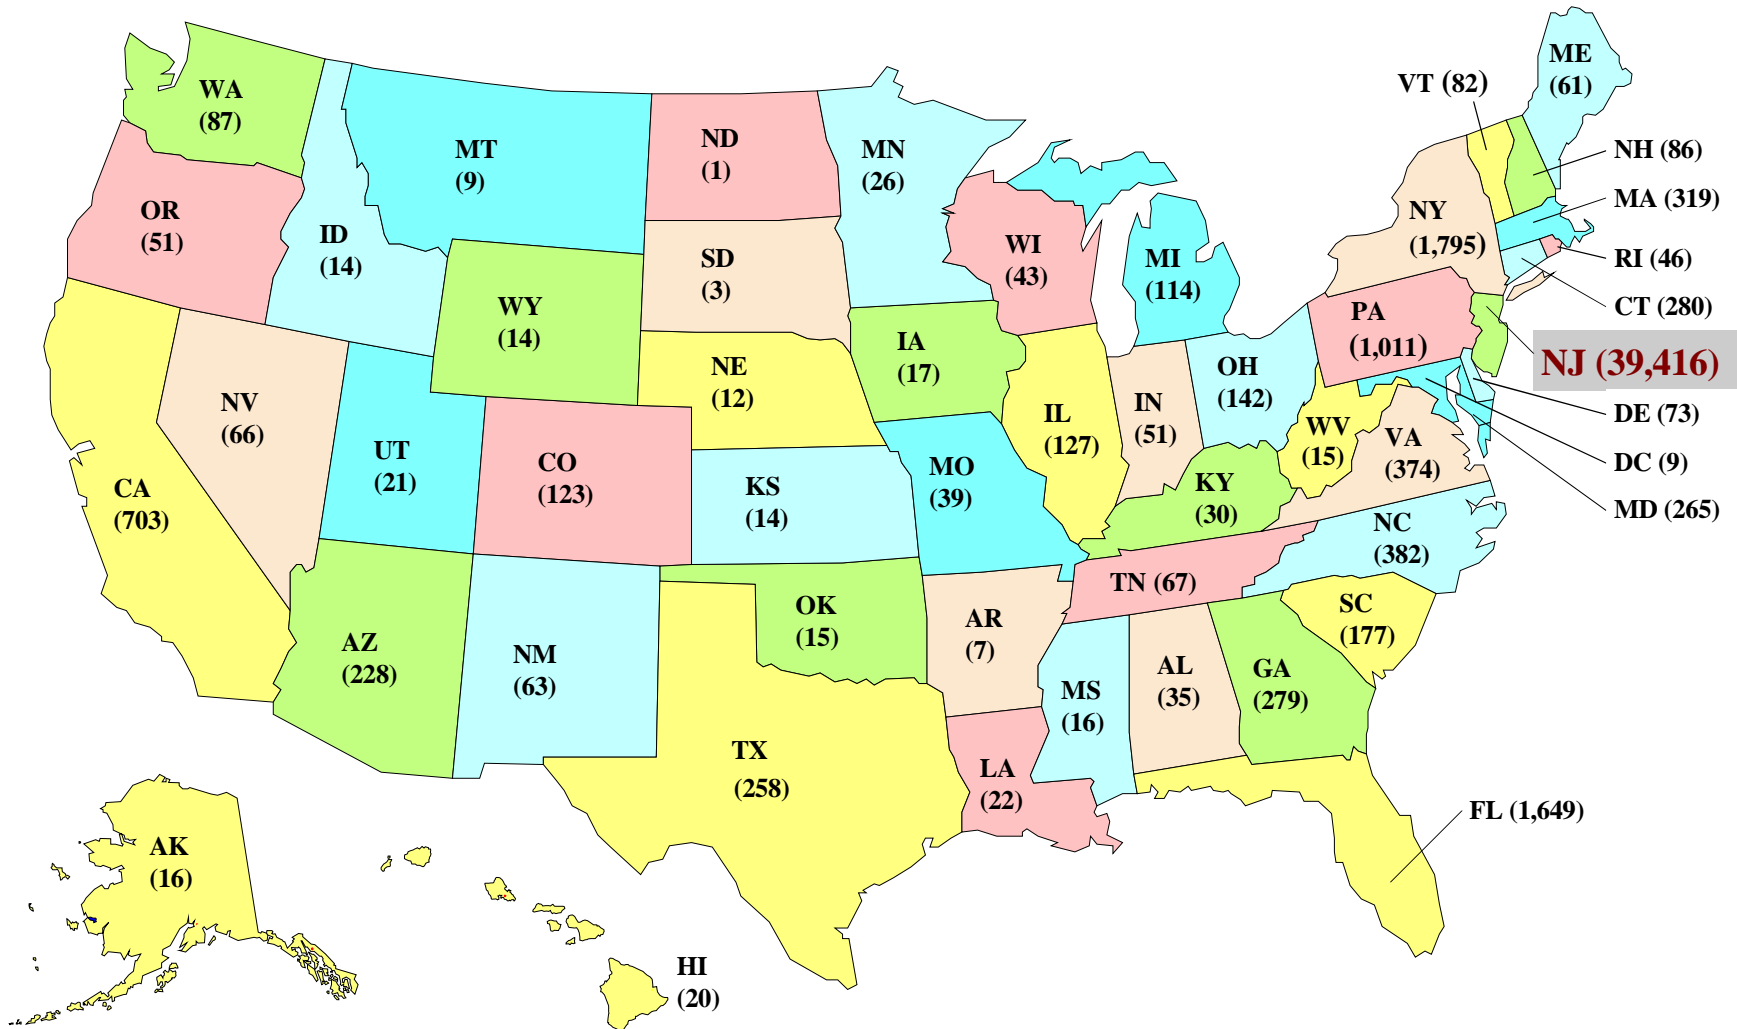 WA
(87)
MT
(9)
ND
(1)
MN
(26)
VT (82)
ME
(61)
NH (86)
MA (319)
RI (46)
CT (280)
NJ (39,416)
DE (73)
DC (9)
MD (265)
OR
(51)
ID
(14)
SD
(3)
WI
(43)
MI
(114)
NY
(1,795)
WY
(14)
IA
(17)
PA
(1,011)
NE
(12)
OH
(142)
IN
(51)
IL
(127)
NV
(66)
UT
(21)
CO
(123)
KS
(14)
MO
(39)
WV
(15)
VA
(374)
KY
(30)
CA
(703)
NC
(382)
TN (67)
AZ
(228)
NM
(63)
OK
(15)
AR
(7)
SC
(177)
MS
(16)
AL
(35)
GA
(279)
TX
(258)
LA
(22)
FL (1,649)
AK
(16)
HI
(20)